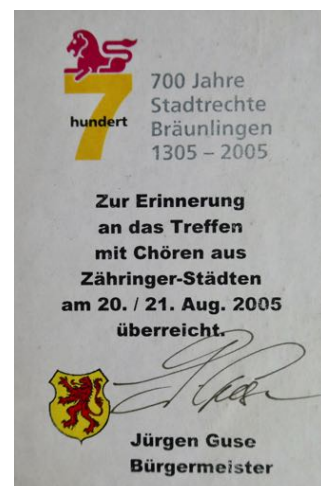 7
hundert
700 Jahre
Stadtrechte
Bräunlingen
1305 – 2005
Zur Erinnerung
an das Treffen
mit Chören aus
Zähringer-Städten
am 20. / 21. Aug. 2005
überreicht.
Jürgen Guse
Bürgermeister